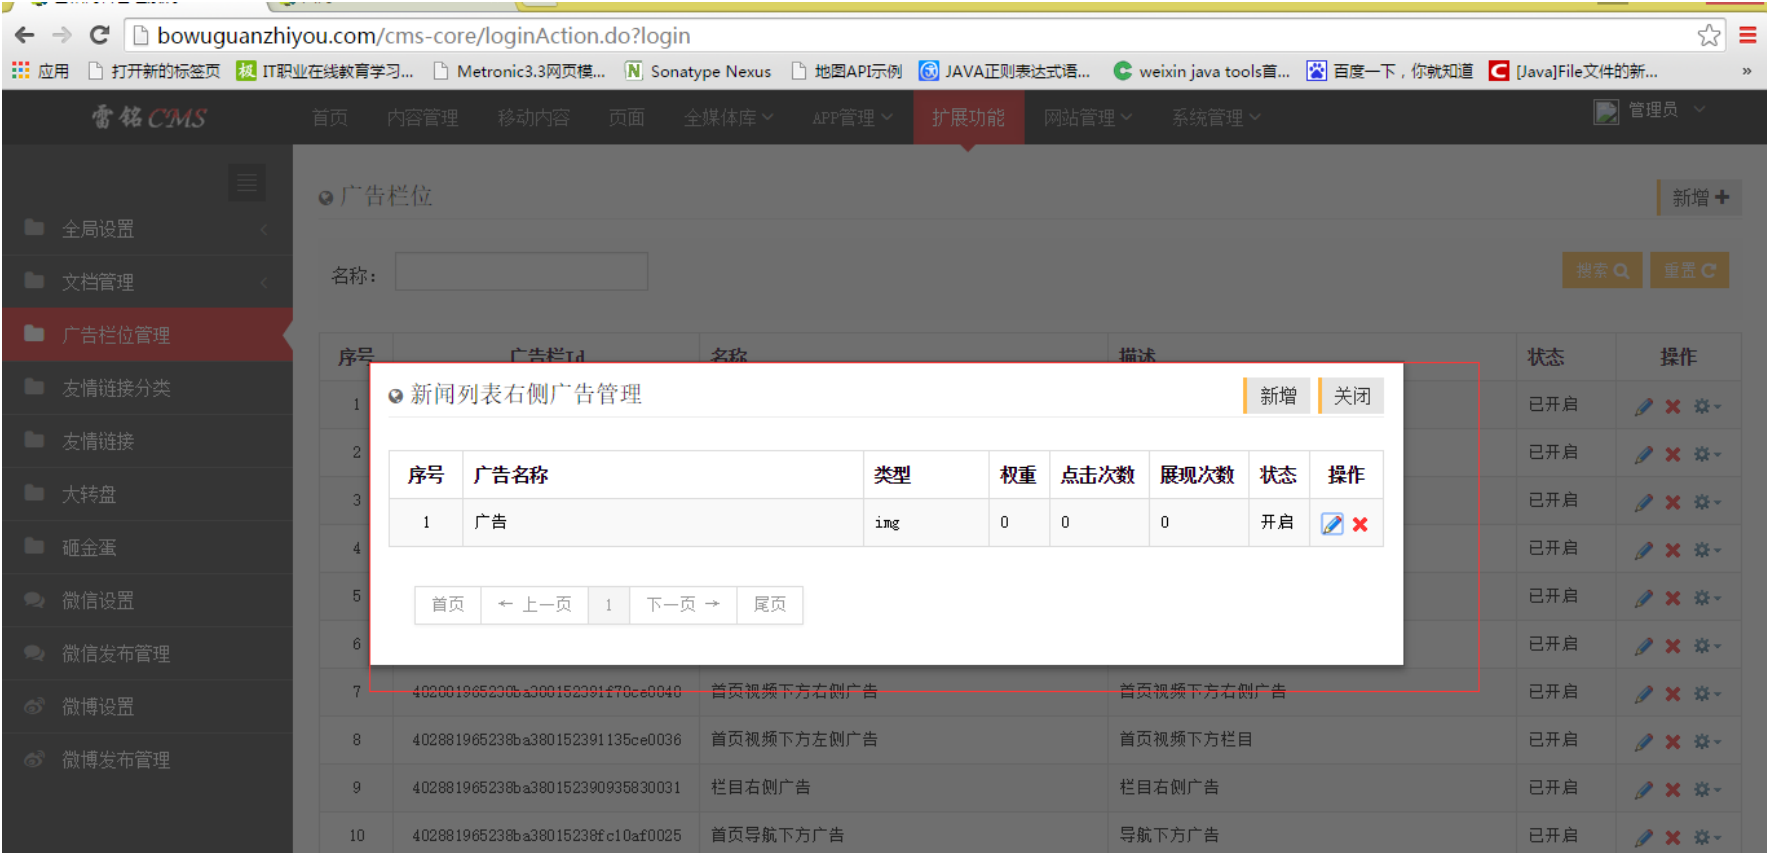 bowuguanzhiyou.com/cms-core/loginAction.do?login
应用 打开新的标签页 IT职业在线教育学习... Metronic3.3网页模... Sonatype Nexus 地图API示例 JAVA正则表达式语... weixin java tools首... 百度一下，你就知道 [Java]File文件的新... »
雷铭CMS 首页 内容管理 移动内容 页面 全媒体库 APP管理 扩展功能 网站管理 系统管理 管理员
广告栏位 新增
全局设置
文档管理
广告栏位管理
友情链接分类
友情链接
大转盘
砸金蛋
微信设置
微信发布管理
微博设置
微博发布管理
名称： 搜索 重置
序号 广告栏Id 名称 描述 状态 操作
1 已开启
2 已开启
3 已开启
4 已开启
5 已开启
6 已开启
新闻列表右侧广告管理 新增 关闭
序号 广告名称 类型 权重 点击次数 展现次数 状态 操作
1 广告 img 0 0 0 开启
首页 ← 上一页 1 下一页 → 尾页
7 首页视频下方右侧广告 首页视频下方右侧广告 已开启
8 402881965238ba380152391135ce0036 首页视频下方左侧广告 首页视频下方栏目 已开启
9 402881965238ba380152390935830031 栏目右侧广告 栏目右侧广告 已开启
10 402881965238ba38015238fc10af0025 首页导航下方广告 导航下方广告 已开启